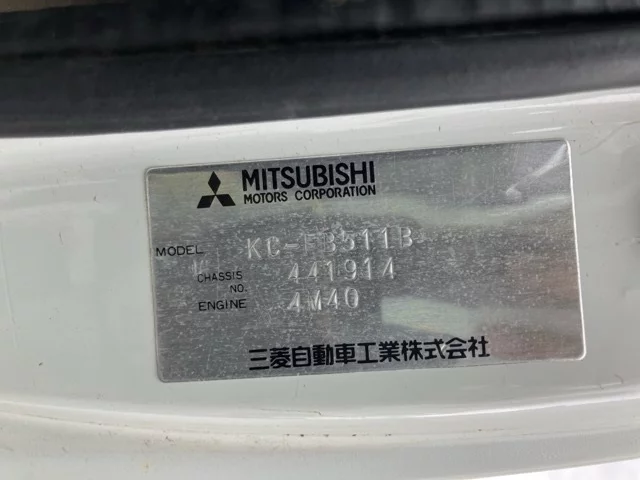 MITSUBISHI
MOTORS CORPORATION
MODEL KC-FB511B
CHASSIS NO. 441914
ENGINE 4M40
三菱自動車工業株式会社